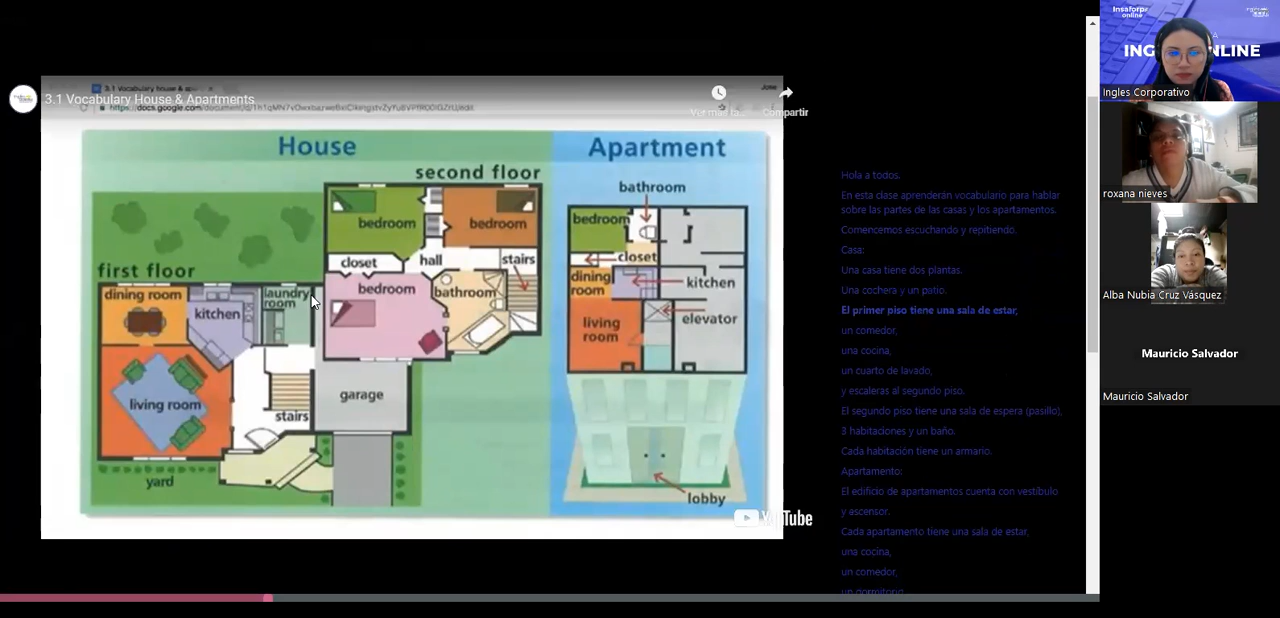 3.1 Vocabulary House & Apartments
Compartir
House
Apartment
second floor
bedroom
bedroom
closet
hall
stairs
bedroom
bathroom
first floor
dining room
kitchen
laundry
room
living room
stairs
garage
yard
bathroom
bedroom
closet
dining
room
kitchen
living
room
elevator
lobby
YouTube
Hola a todos.
En esta clase aprenderán vocabulario para hablar
sobre las partes de las casas y los apartamentos.
Comencemos escuchando y repitiendo.
Casa:
Una casa tiene dos plantas.
Una cochera y un patio.
El primer piso tiene una sala de estar,
un comedor,
una cocina,
un cuarto de lavado,
y escaleras al segundo piso.
El segundo piso tiene una sala de espera (pasillo),
3 habitaciones y un baño.
Cada habitación tiene un armario.
Apartamento:
El edificio de apartamentos cuenta con vestíbulo
y ascensor.
Cada apartamento tiene una sala de estar,
una cocina,
un comedor,
un dormitorio
Insaforp
online
Ingles Corporativo
roxana nieves
Alba Nubia Cruz Vásquez
Mauricio Salvador
Mauricio Salvador